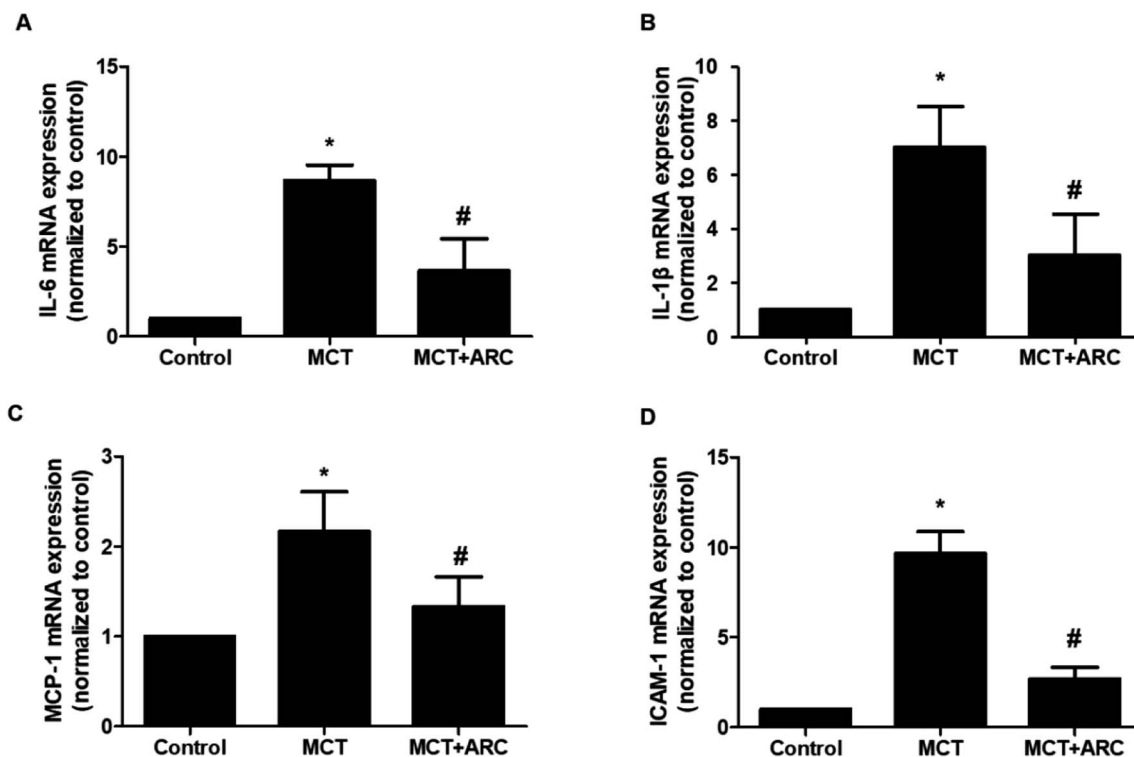 A
IL-6 mRNA expression
(normalized to control)
15
10
5
0
*
#
Control MCT MCT+ARC
B
IL-1β mRNA expression
(normalized to control)
10
8
6
4
2
0
*
#
Control MCT MCT+ARC
C
MCP-1 mRNA expression
(normalized to control)
3
2
1
0
*
#
Control MCT MCT+ARC
D
ICAM-1 mRNA expression
(normalized to control)
15
10
5
0
*
#
Control MCT MCT+ARC